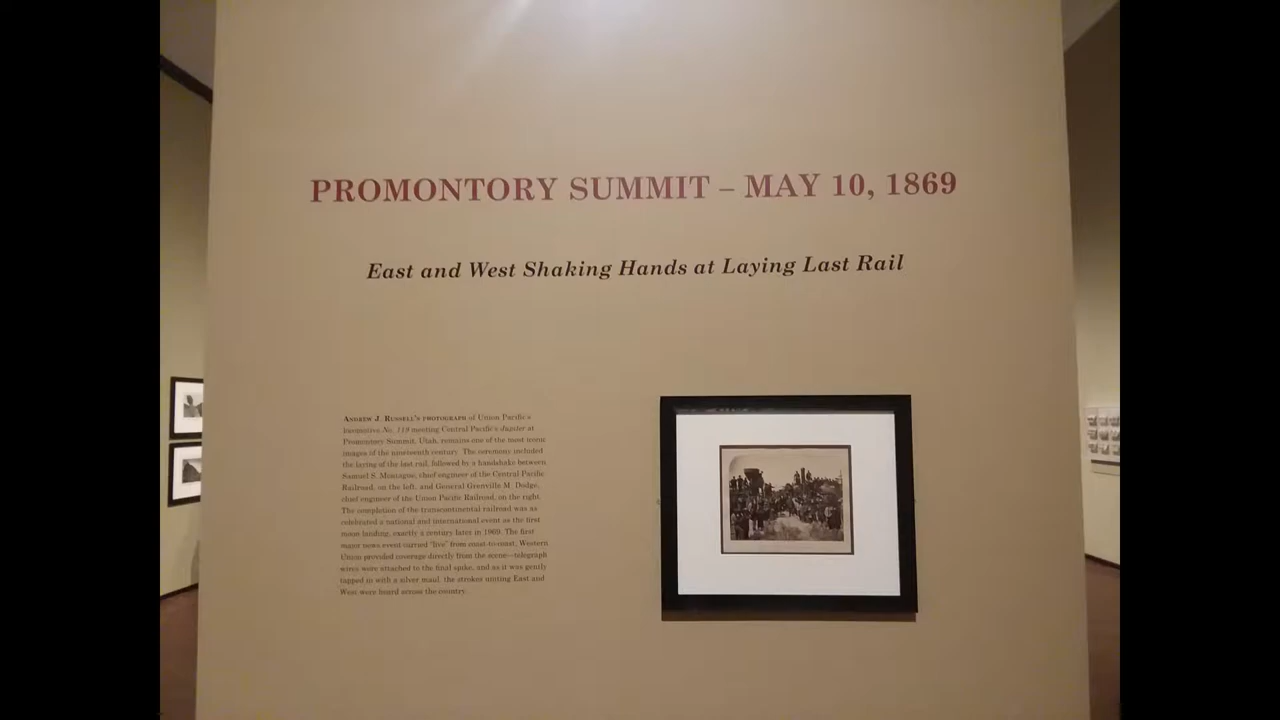 PROMONTORY SUMMIT – MAY 10, 1869
East and West Shaking Hands at Laying Last Rail
ANDREW J. RUSSELL'S PHOTOGRAPH of Union Pacific's
locomotive No. 119 meeting Central Pacific's Jupiter at
Promontory Summit, Utah, remains one of the most iconic
images of the nineteenth century. The ceremony included
the laying of the last rail, followed by a handshake between
Samuel S. Montague, chief engineer of the Central Pacific
Railroad, on the left, and General Grenville M. Dodge,
chief engineer of the Union Pacific Railroad, on the right.
The completion of the transcontinental railroad was as
celebrated a national and international event as the first
moon landing, exactly a century later in 1969. The first
major news event carried "live" from coast-to-coast, Western
Union provided coverage directly from the scene—telegraph
wires were attached to the final spike, and as it was gently
tapped in with a silver maul, the strokes uniting East and
West were heard across the country.